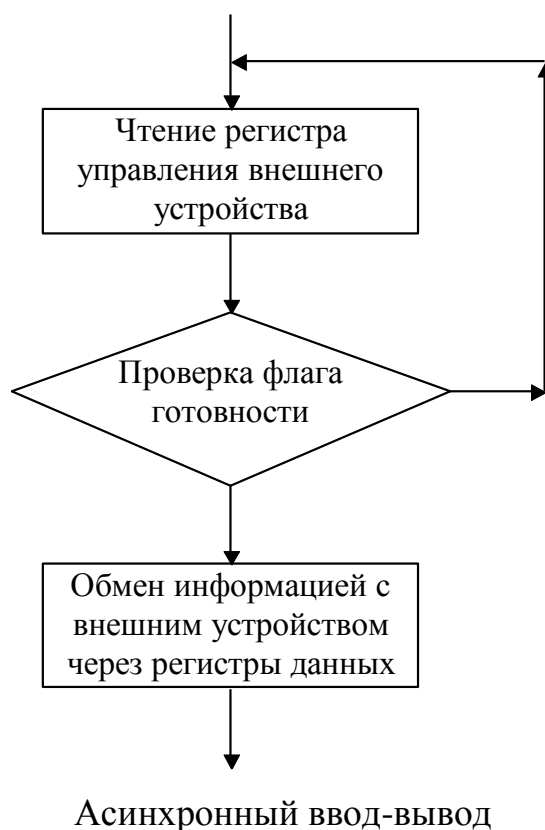 Чтение регистра
управления внешнего
устройства
Проверка флага
готовности
Обмен информацией с
внешним устройством
через регистры данных
Асинхронный ввод-вывод